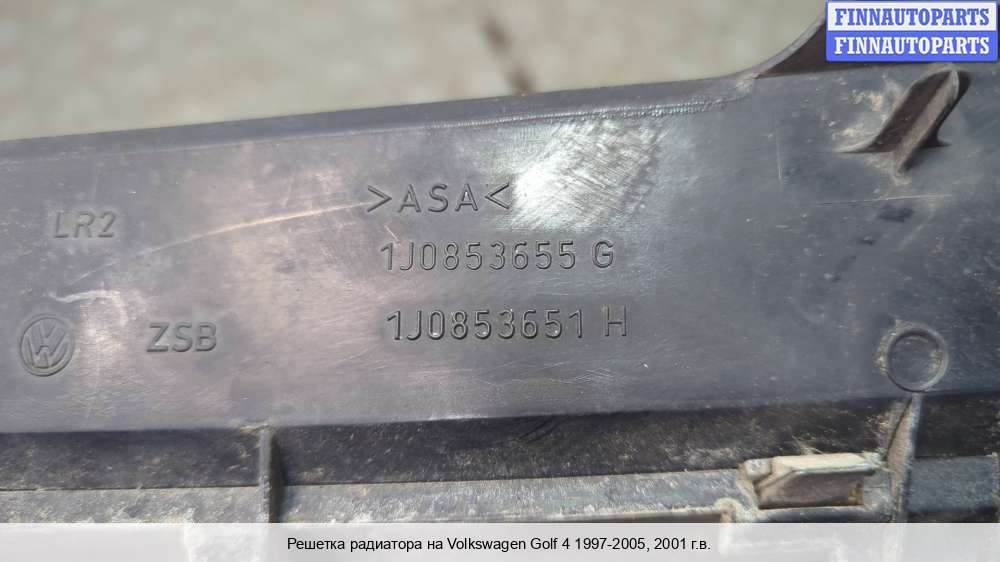 FINNAUTOPARTS
FINNAUTOPARTS
>ASA<
LR2
1J0853655 G
1J0853651 H
ZSB
Решетка радиатора на Volkswagen Golf 4 1997-2005, 2001 г.в.